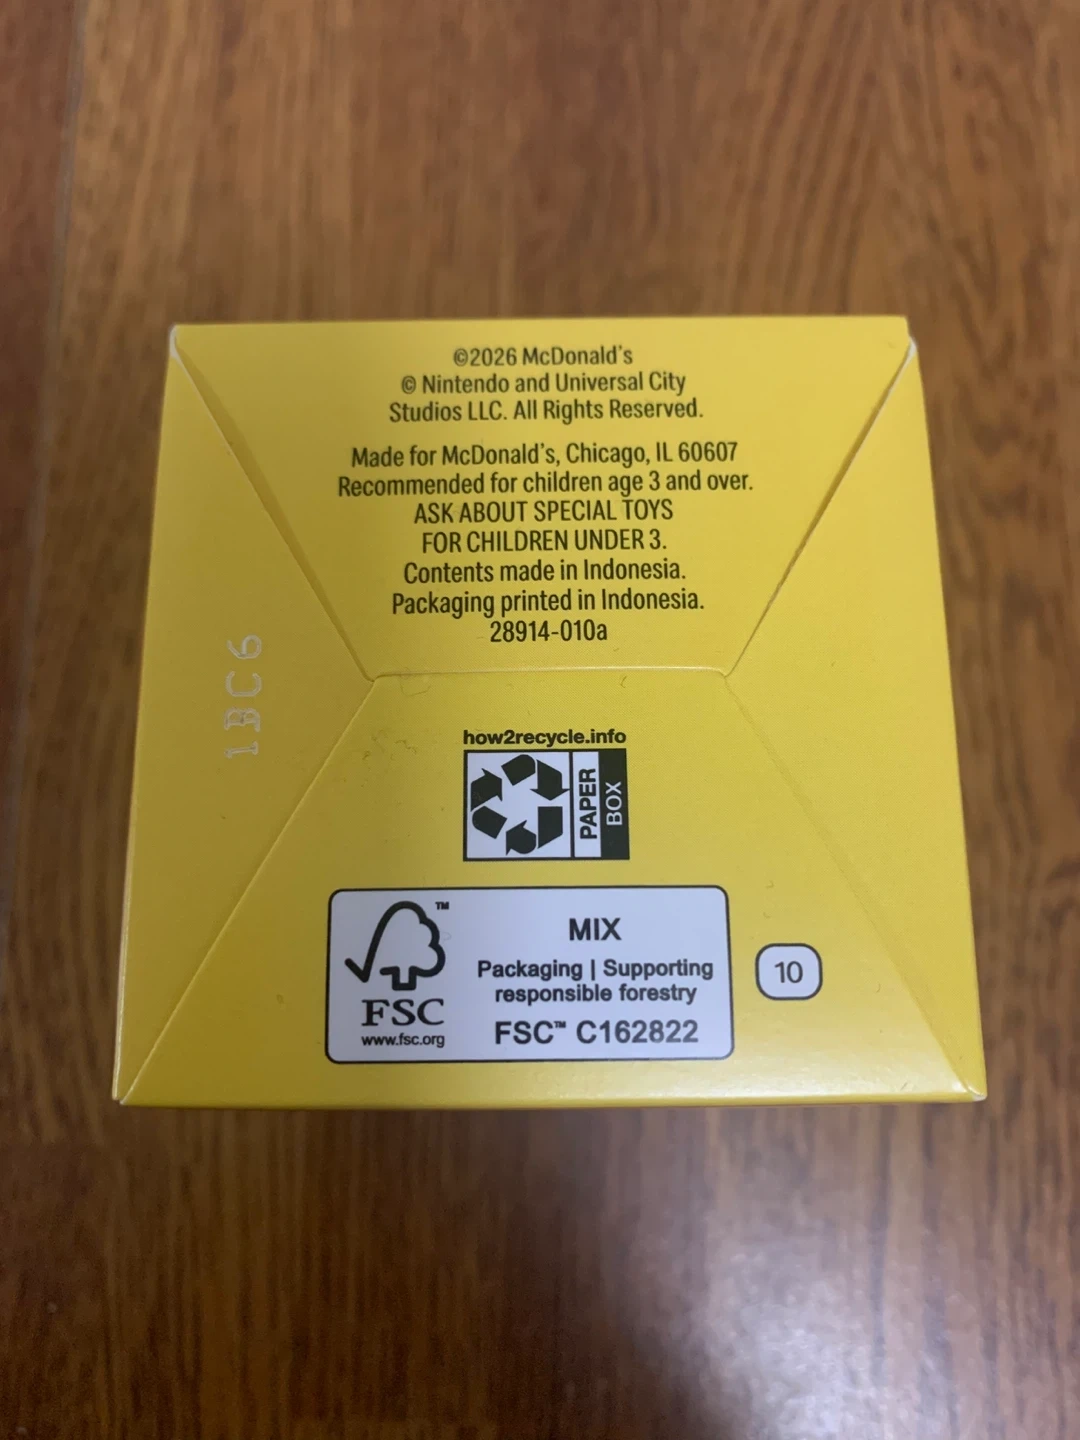 ©2026 McDonald's
© Nintendo and Universal City
Studios LLC. All Rights Reserved.
Made for McDonald's, Chicago, IL 60607
Recommended for children age 3 and over.
ASK ABOUT SPECIAL TOYS
FOR CHILDREN UNDER 3.
Contents made in Indonesia.
Packaging printed in Indonesia.
28914-010a
1BC6
how2recycle.info
PAPER
BOX
TM
FSC
www.fsc.org
MIX
Packaging | Supporting
responsible forestry
FSC™ C162822
10